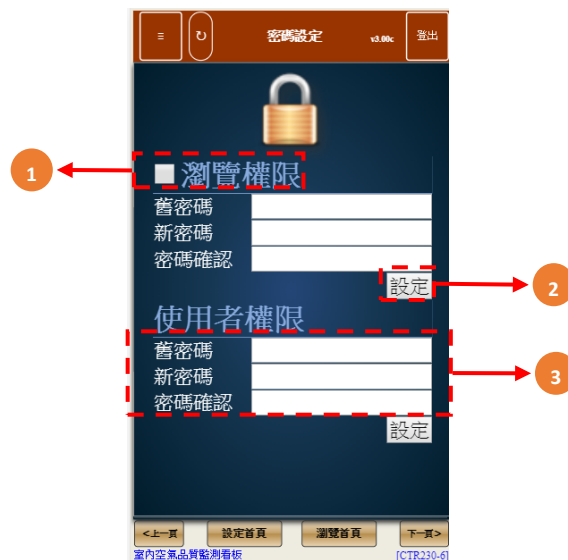 ≡ ↻ 密碼設定 v3.00c 登出
1
瀏覽權限
舊密碼
新密碼
密碼確認
設定
2
使用者權限
舊密碼
新密碼
密碼確認
3
設定
<上一頁 設定首頁 瀏覽首頁 下一頁>
室內空氣品質監測看板 [CTR230-6]